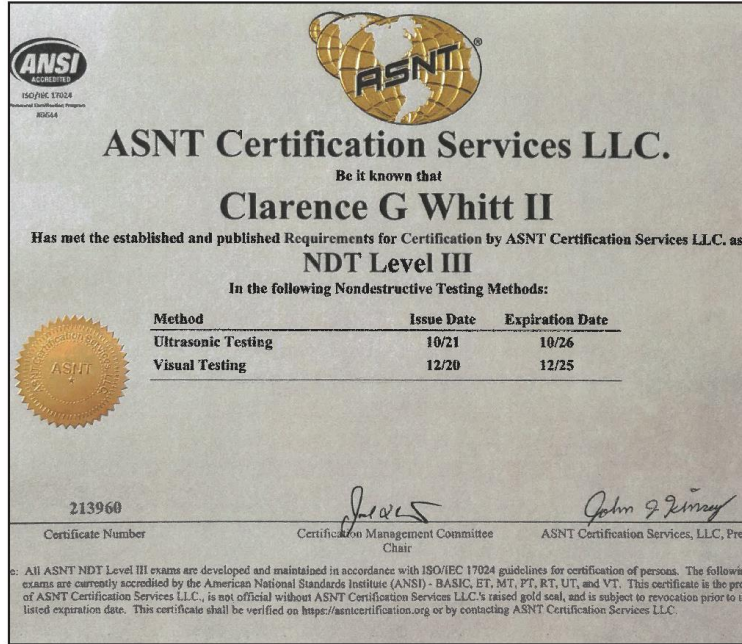 ANSI
ACCREDITED
ISO/IEC 17024
Personnel Certification Program
#0644
ASNT
®
ASNT Certification Services LLC.
Be it known that
Clarence G Whitt II
Has met the established and published Requirements for Certification by ASNT Certification Services LLC. as
NDT Level III
In the following Nondestructive Testing Methods:
Method Issue Date Expiration Date
Ultrasonic Testing 10/21 10/26
Visual Testing 12/20 12/25
ASNT
213960
Certificate Number
Certification Management Committee
Chair
John J Kinsey
ASNT Certification Services, LLC, Pre
e: All ASNT NDT Level III exams are developed and maintained in accordance with ISO/IEC 17024 guidelines for certification of persons. The followin
exams are currently accredited by the American National Standards Institute (ANSI) - BASIC, ET, MT, PT, RT, UT, and VT. This certificate is the pro
of ASNT Certification Services LLC., is not official without ASNT Certification Services LLC.'s raised gold seal, and is subject to revocation prior to
listed expiration date. This certificate shall be verified on https://asntcertification.org or by contacting ASNT Certification Services LLC.